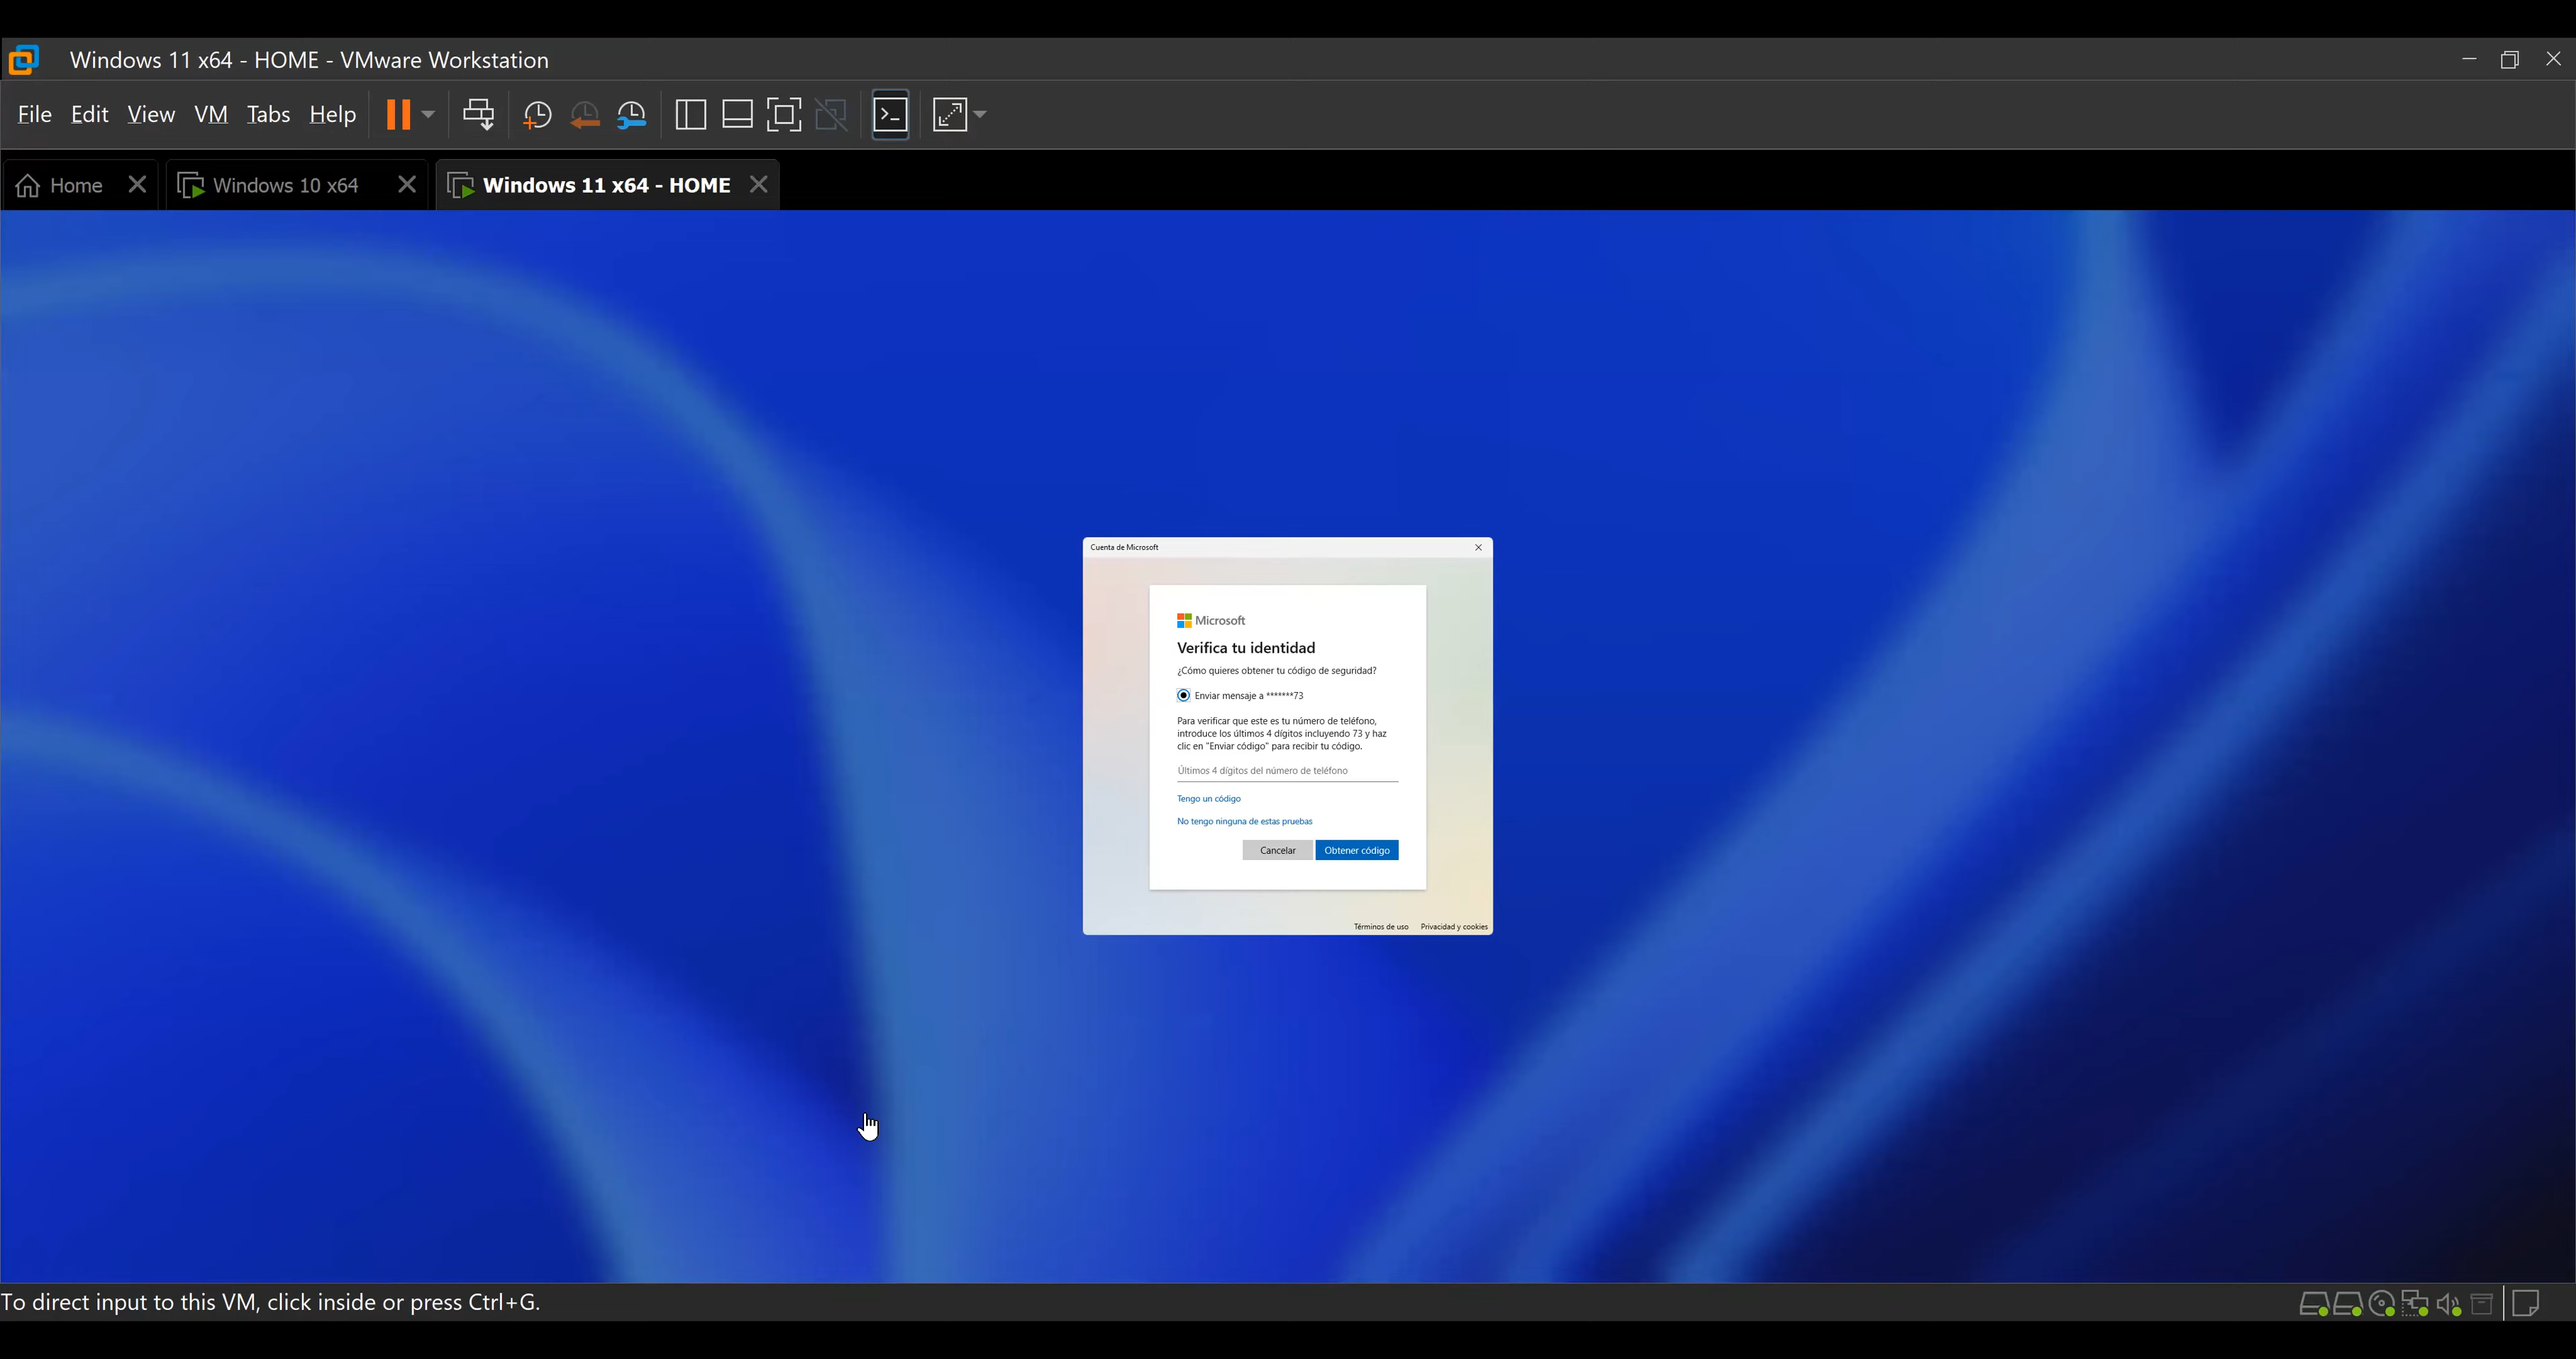 Windows 11 x64 - HOME - VMware Workstation
File Edit View VM Tabs Help
Home Windows 10 x64 Windows 11 x64 - HOME
Cuenta de Microsoft
Microsoft
Verifica tu identidad
¿Cómo quieres obtener tu código de seguridad?
Enviar mensaje a *******73
Para verificar que este es tu número de teléfono,
introduce los últimos 4 dígitos incluyendo 73 y haz
clic en "Enviar código" para recibir tu código.
Últimos 4 dígitos del número de teléfono
Tengo un código
No tengo ninguna de estas pruebas
Cancelar Obtener código
Términos de uso Privacidad y cookies
To direct input to this VM, click inside or press Ctrl+G.